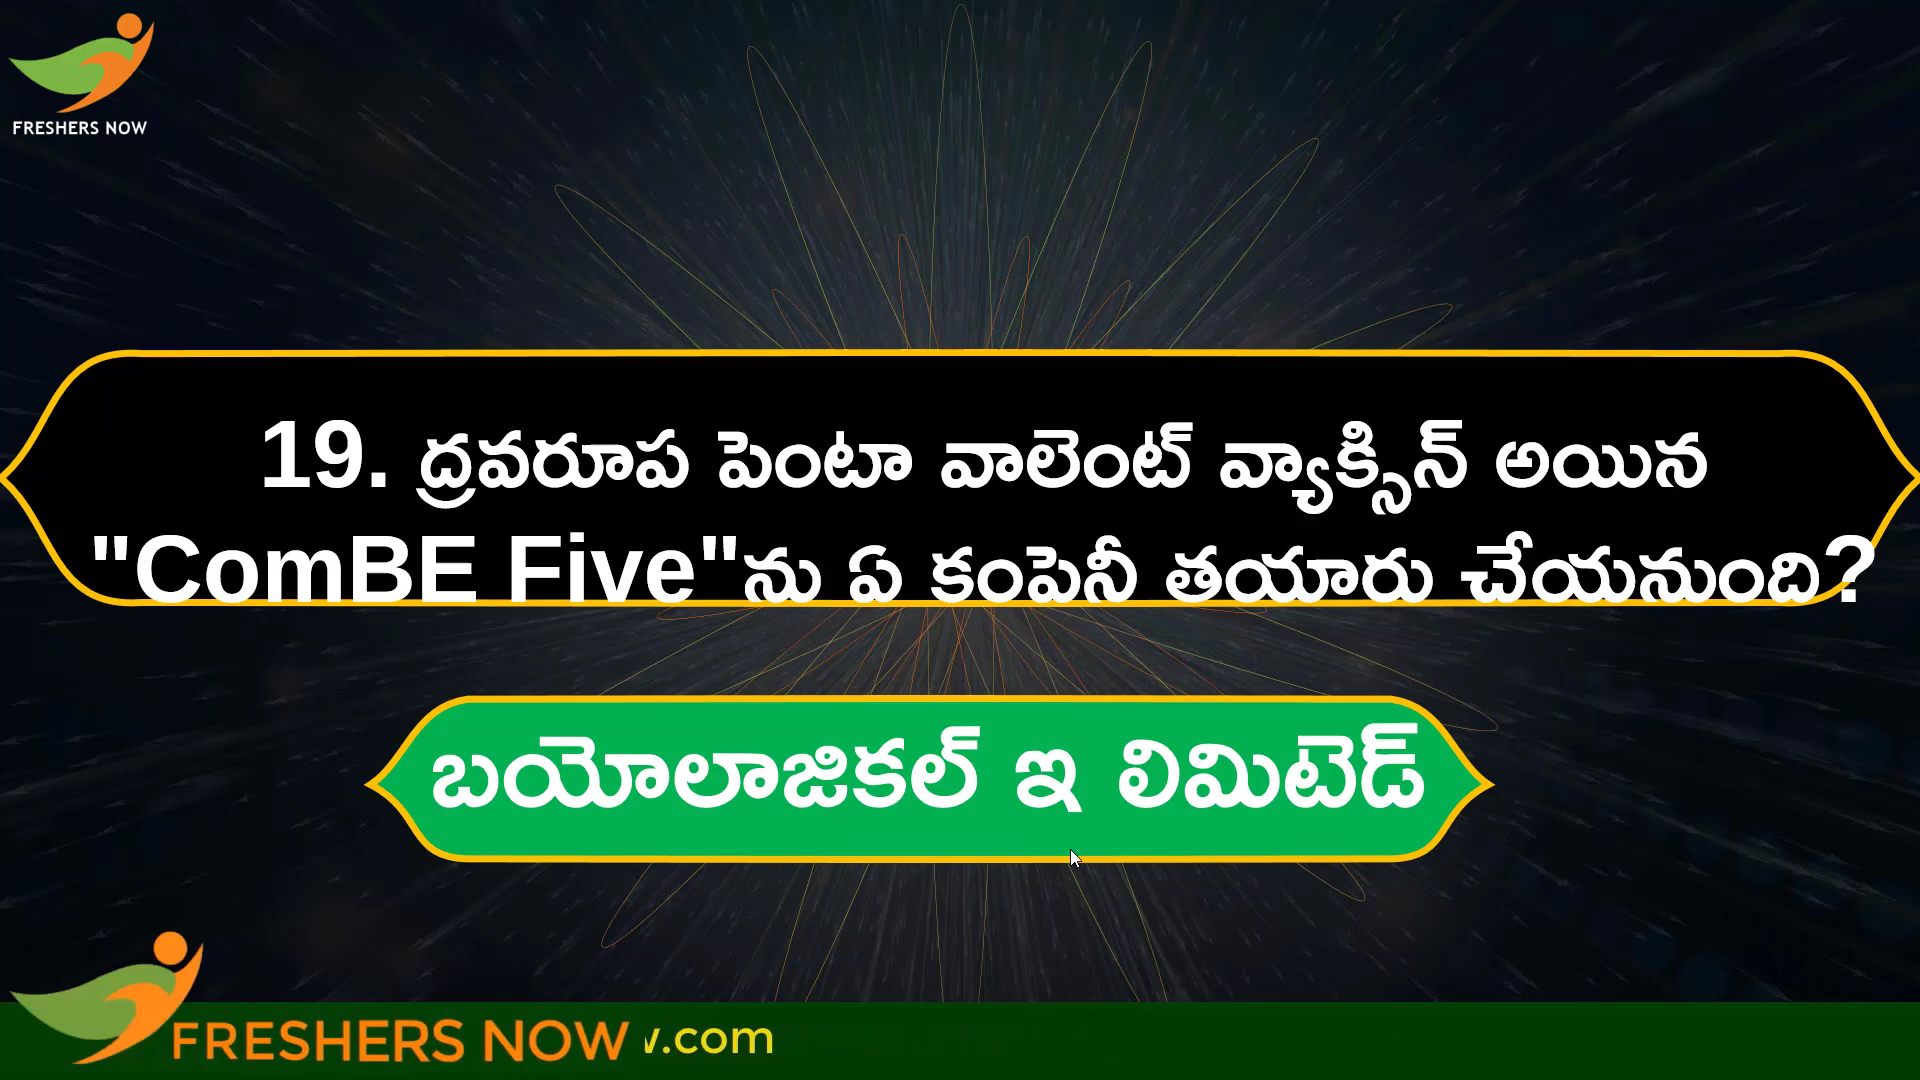 FRESHERS NOW
19. ద్రవరూప పెంటా వాలెంట్ వ్యాక్సిన్ అయిన
"ComBE Five"ను ఏ కంపెనీ తయారు చేయనుంది?
బయోలాజికల్ ఇ లిమిటెడ్
FRESHERS NOW
.com